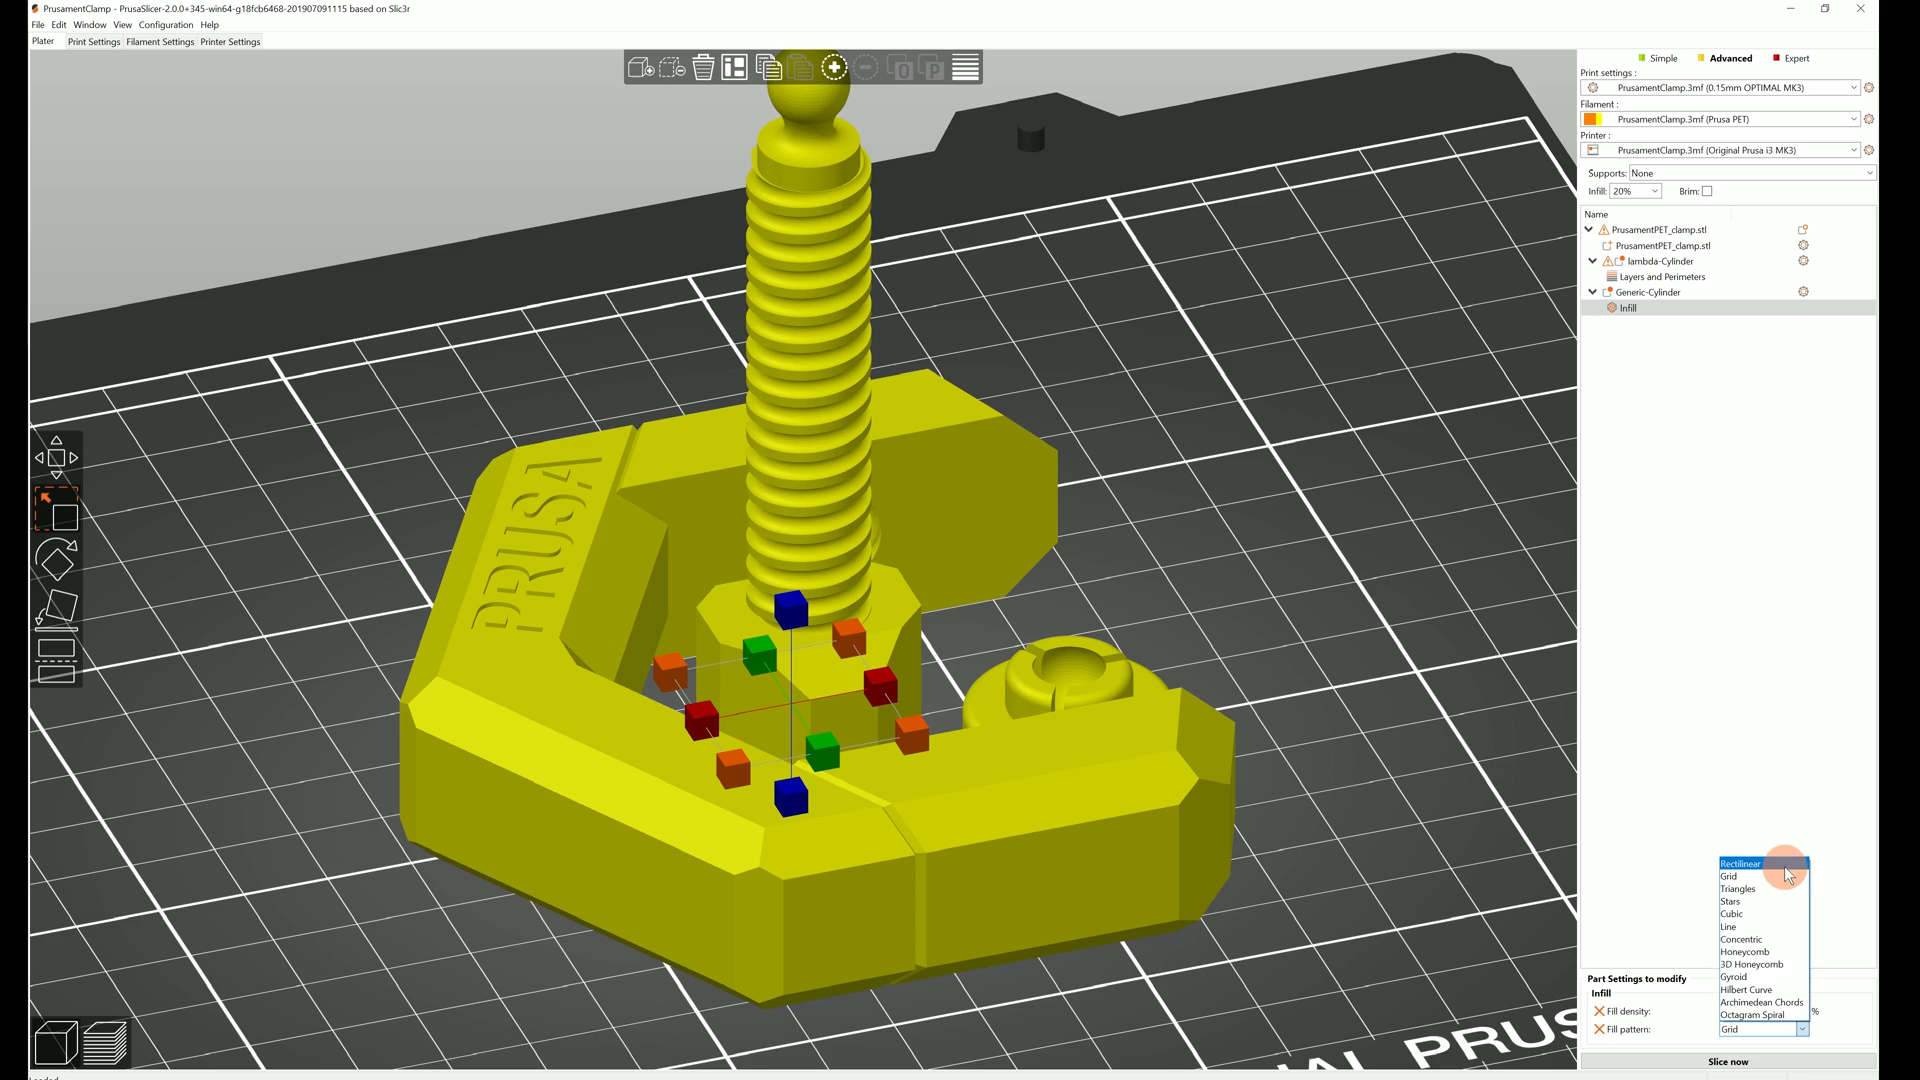 PrusamentClamp - PrusaSlicer-2.0.0+345-win64-g18fcb6468-201907091115 based on Slic3r
File Edit Window View Configuration Help
Plater Print Settings Filament Settings Printer Settings
Simple Advanced Expert
Print settings :
PrusamentClamp.3mf (0.15mm OPTIMAL MK3)
Filament :
PrusamentClamp.3mf (Prusa PET)
Printer :
PrusamentClamp.3mf (Original Prusa i3 MK3)
Supports: None
Infill: 20% Brim:
Name
PrusamentPET_clamp.stl
PrusamentPET_clamp.stl
lambda-Cylinder
Layers and Perimeters
Generic-Cylinder
Infill
PRUSA
Rectilinear
Grid
Triangles
Stars
Cubic
Line
Concentric
Honeycomb
3D Honeycomb
Gyroid
Hilbert Curve
Archimedean Chords
Octagram Spiral
Part Settings to modify
Infill
Fill density: %
Fill pattern: Grid
Slice now